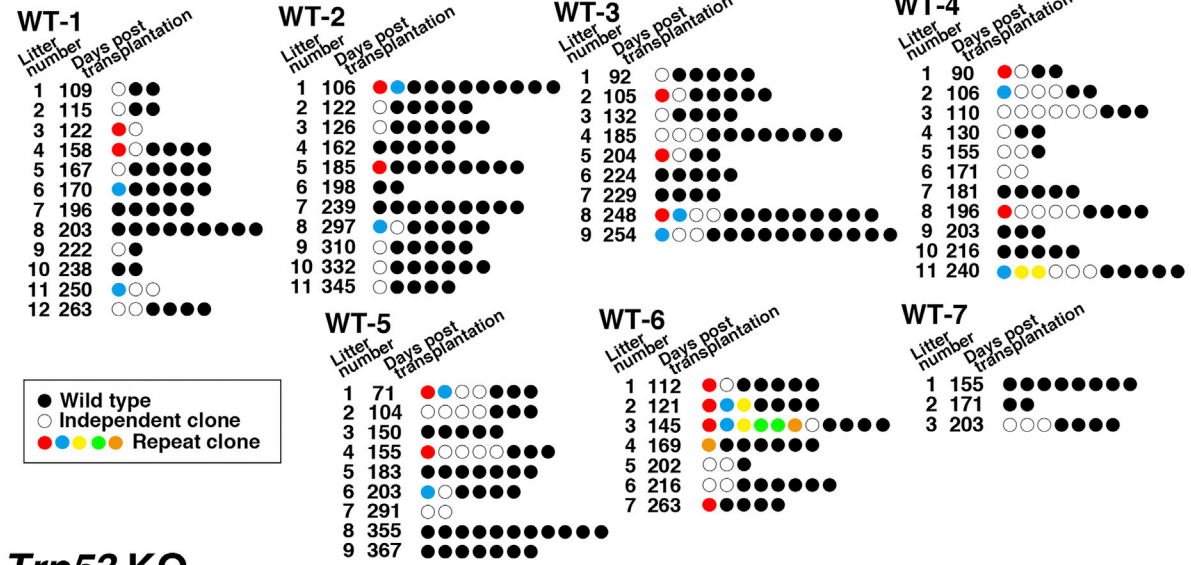 WT-1
Litter number
Days post transplantation
1 109
2 115
3 122
4 158
5 167
6 170
7 196
8 203
9 222
10 238
11 250
12 263
WT-2
Litter number
Days post transplantation
1 106
2 122
3 126
4 162
5 185
6 198
7 239
8 297
9 310
10 332
11 345
WT-3
Litter number
Days post transplantation
1 92
2 105
3 132
4 185
5 204
6 224
7 229
8 248
9 254
WT-4
Litter number
Days post transplantation
1 90
2 106
3 110
4 130
5 155
6 171
7 181
8 196
9 203
10 216
11 240
Wild type
Independent clone
Repeat clone
WT-5
Litter number
Days post transplantation
1 71
2 104
3 150
4 155
5 183
6 203
7 291
8 355
9 367
WT-6
Litter number
Days post transplantation
1 112
2 121
3 145
4 169
5 202
6 216
7 263
WT-7
Litter number
Days post transplantation
1 155
2 171
3 203
Trp53 KO